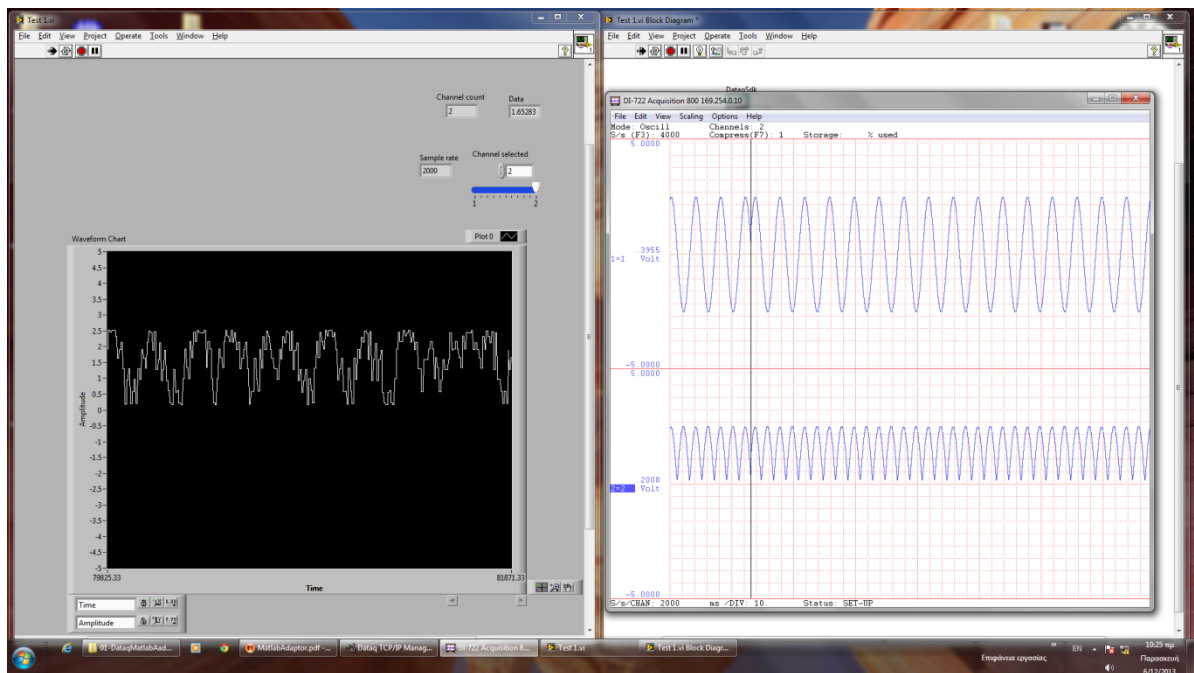 Test 1.vi
File Edit View Project Operate Tools Window Help
Channel count
2
Data
1.65283
Sample rate
2000
Channel selected
2
1 2
Waveform Chart
Plot 0
Amplitude
5-
4.5-
4-
3.5-
3-
2.5-
2-
1.5-
1-
0.5-
0-
-0.5-
-1-
-1.5-
-2-
-2.5-
-3-
-3.5-
-4-
-4.5-
-5-
79825.33 81871.33
Time
Time
Amplitude
Test 1.vi Block Diagram *
File Edit View Project Operate Tools Window Help
DataqSdk
DI-722 Acquisition 800 169.254.0.10
File Edit View Scaling Options Help
Mode: Oscill Channels: 2
S/s (F3): 4000 Compress(F7): 1 Storage: % used
5.0000
.3955
1=1 Volt
-5.0000
5.0000
.2008
2=2 Volt
-5.0000
S/s/CHAN: 2000 ms /DIV: 10. Status: SET-UP
01-DataqMatlabAad...
MatlabAdaptor.pdf -...
Dataq TCP/IP Manag...
DI-722 Acquisition 8...
Test 1.vi
Test 1.vi Block Diagr...
Επιφάνεια εργασίας
»
EN
10:25 πμ
Παρασκευή
6/12/2013